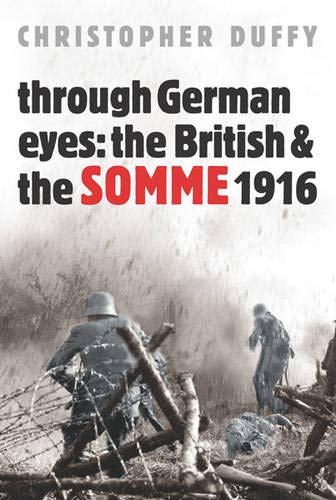 CHRISTOPHER DUFFY
through German
eyes: the British &
the SOMME 1916